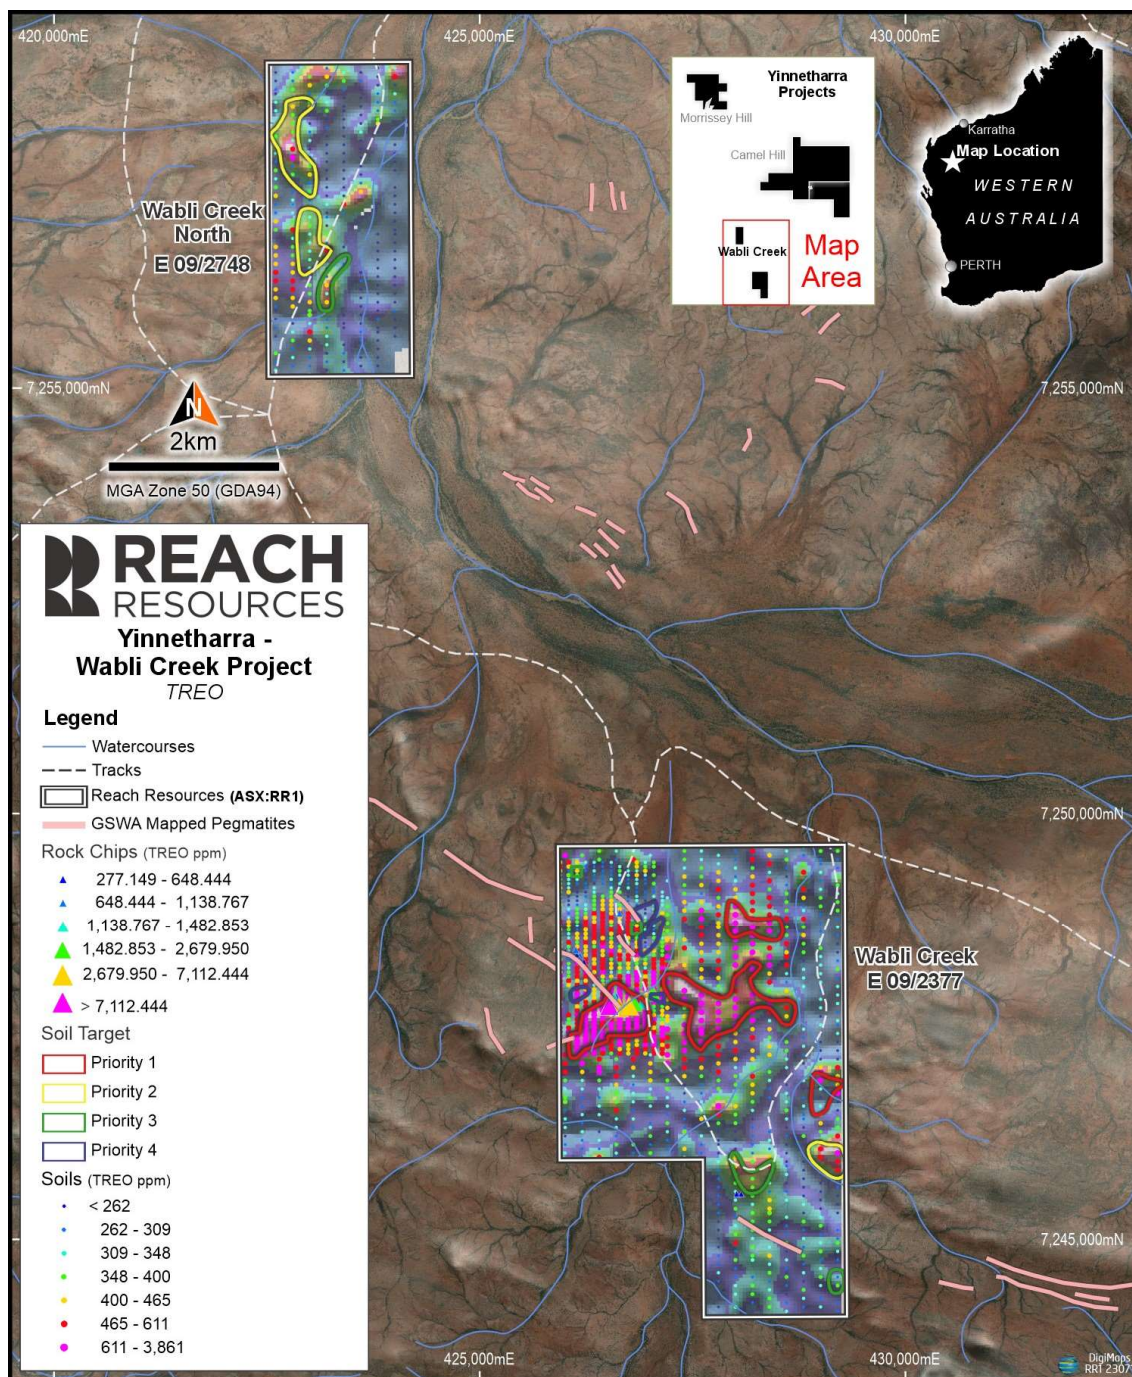 420,000mE
425,000mE
430,000mE
Yinnetharra
Projects
Morrissey Hill
Camel Hill
Wabli Creek
Map
Area
Karratha
Map Location
WESTERN
AUSTRALIA
PERTH
Wabli Creek
North
E 09/2748
7,255,000mN
7,255,000mN
N
2km
MGA Zone 50 (GDA94)
REACH
RESOURCES
Yinnetharra -
Wabli Creek Project
TREO
Legend
Watercourses
Tracks
Reach Resources (ASX:RR1)
GSWA Mapped Pegmatites
Rock Chips (TREO ppm)
277.149 - 648.444
648.444 - 1,138.767
1,138.767 - 1,482.853
1,482.853 - 2,679.950
2,679.950 - 7,112.444
> 7,112.444
Soil Target
Priority 1
Priority 2
Priority 3
Priority 4
Soils (TREO ppm)
< 262
262 - 309
309 - 348
348 - 400
400 - 465
465 - 611
611 - 3,861
7,250,000mN
Wabli Creek
E 09/2377
7,245,000mN
425,000mE
430,000mE
DigiMaps
RR1 2307